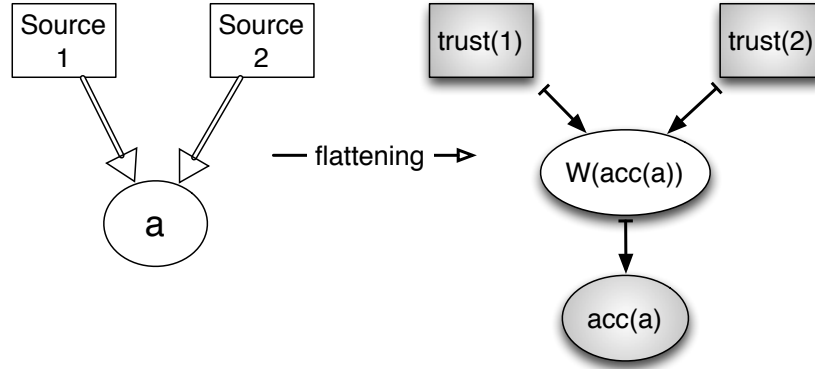 Source
1
Source
2
a
flattening
trust(1)
trust(2)
W(acc(a))
acc(a)